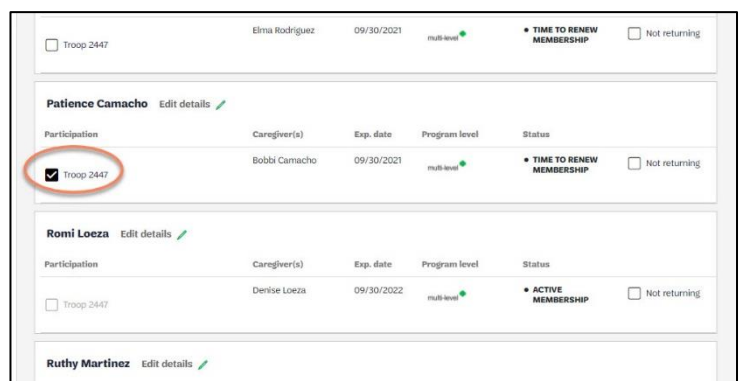 Elma Rodriguez 09/30/2021 multi-level • TIME TO RENEW MEMBERSHIP Not returning
Troop 2447
Patience Camacho Edit details
Participation Caregiver(s) Exp. date Program level Status
Bobbi Camacho 09/30/2021 multi-level • TIME TO RENEW MEMBERSHIP Not returning
Troop 2447
Romi Loeza Edit details
Participation Caregiver(s) Exp. date Program level Status
Denise Loeza 09/30/2022 multi-level • ACTIVE MEMBERSHIP Not returning
Troop 2447
Ruthy Martinez Edit details